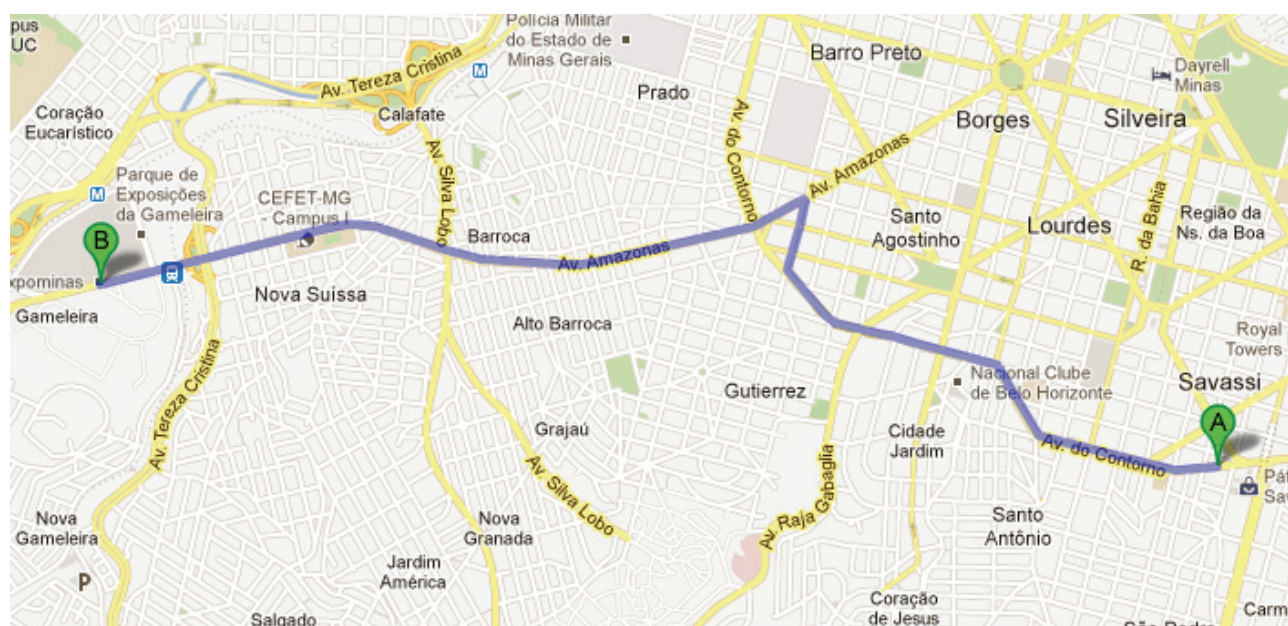 pus
UC
Polícia Militar
do Estado de
Minas Gerais
M
Av. Tereza Cristina
Barro Preto
Dayrell
Minas
Prado
Calafate
Coração
Eucarístico
Av. do Contorno
Borges
Silveira
Av. Silva Lobo
Av. Amazonas
Parque de
Exposições
da Gameleira
M
CEFET-MG
- Campus I
Santo
Agostinho
Lourdes
R. da Bahia
Região da
Ns. da Boa
B
Barroca
Av. Amazonas
xpominas
Gameleira
Nova Suíssa
Alto Barroca
Royal
Towers
Av. Tereza Cristina
Gutierrez
Nacional Clube
de Belo Horizonte
Savassi
A
Grajaú
Cidade
Jardim
Av. do Contorno
Av. Silva Lobo
Av. Raja Gabaglia
Pát
Sav
Nova
Gameleira
Nova
Granada
Santo
Antônio
P
Jardim
América
Coração
de Jesus
Salgado
São Pedro
Carm